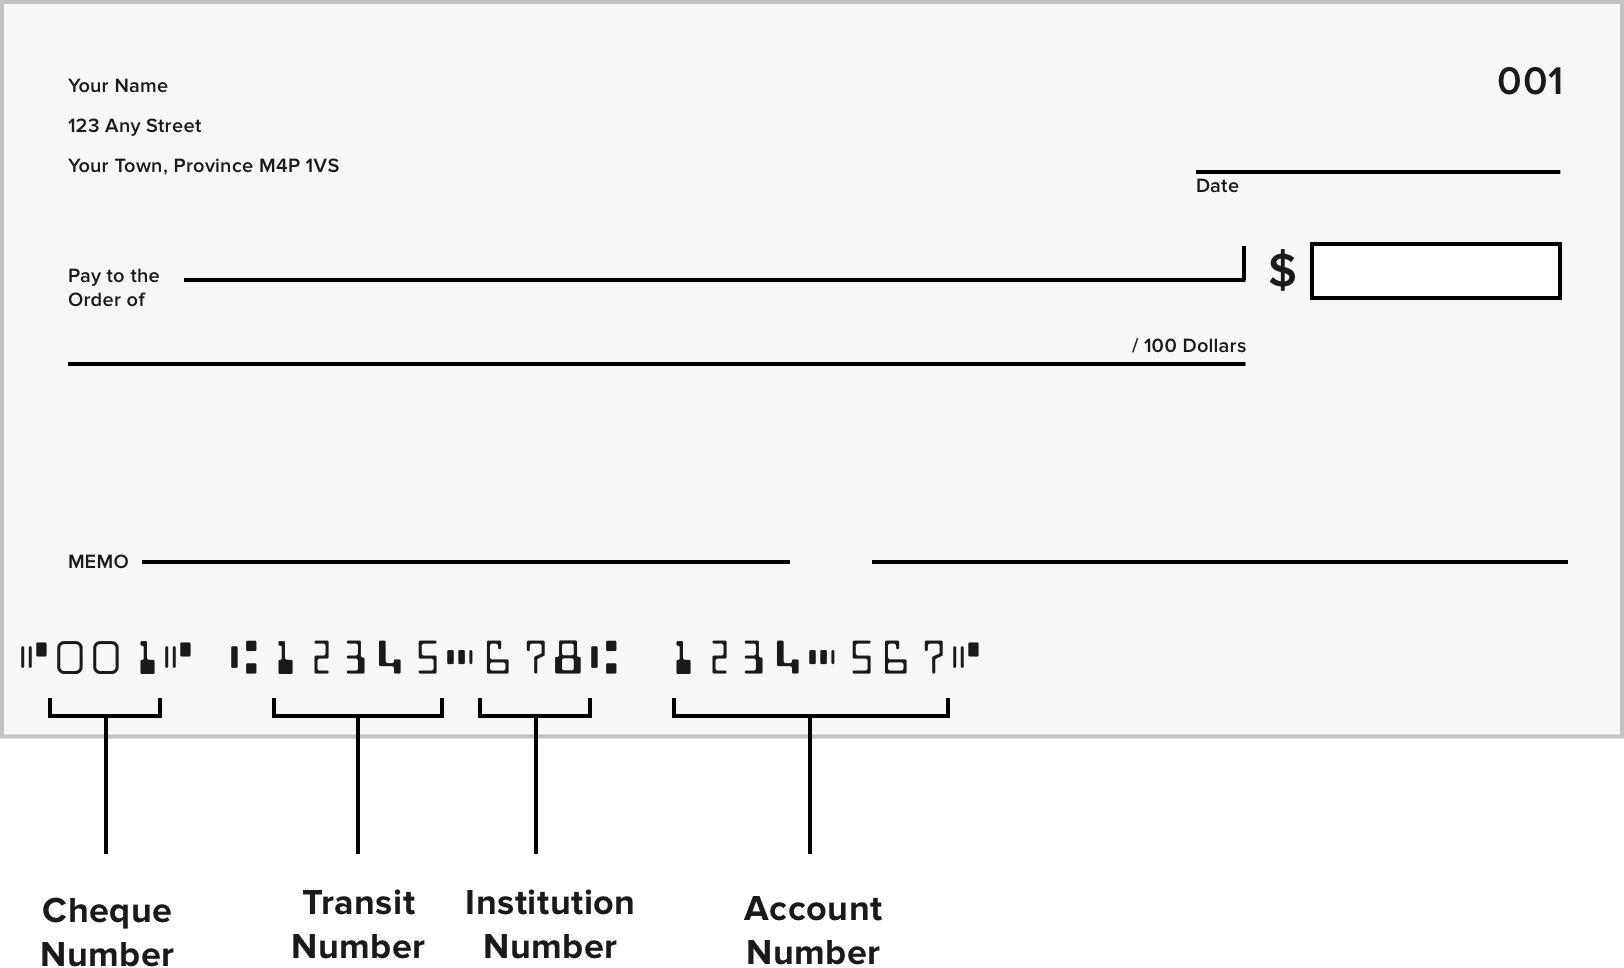 Your Name
001
123 Any Street
Your Town, Province M4P 1VS
Date
Pay to the
Order of
$
/ 100 Dollars
MEMO
⑈001⑈ ⑆12345⑉678⑆ 1234⑉567⑈
Cheque
Number
Transit
Number
Institution
Number
Account
Number